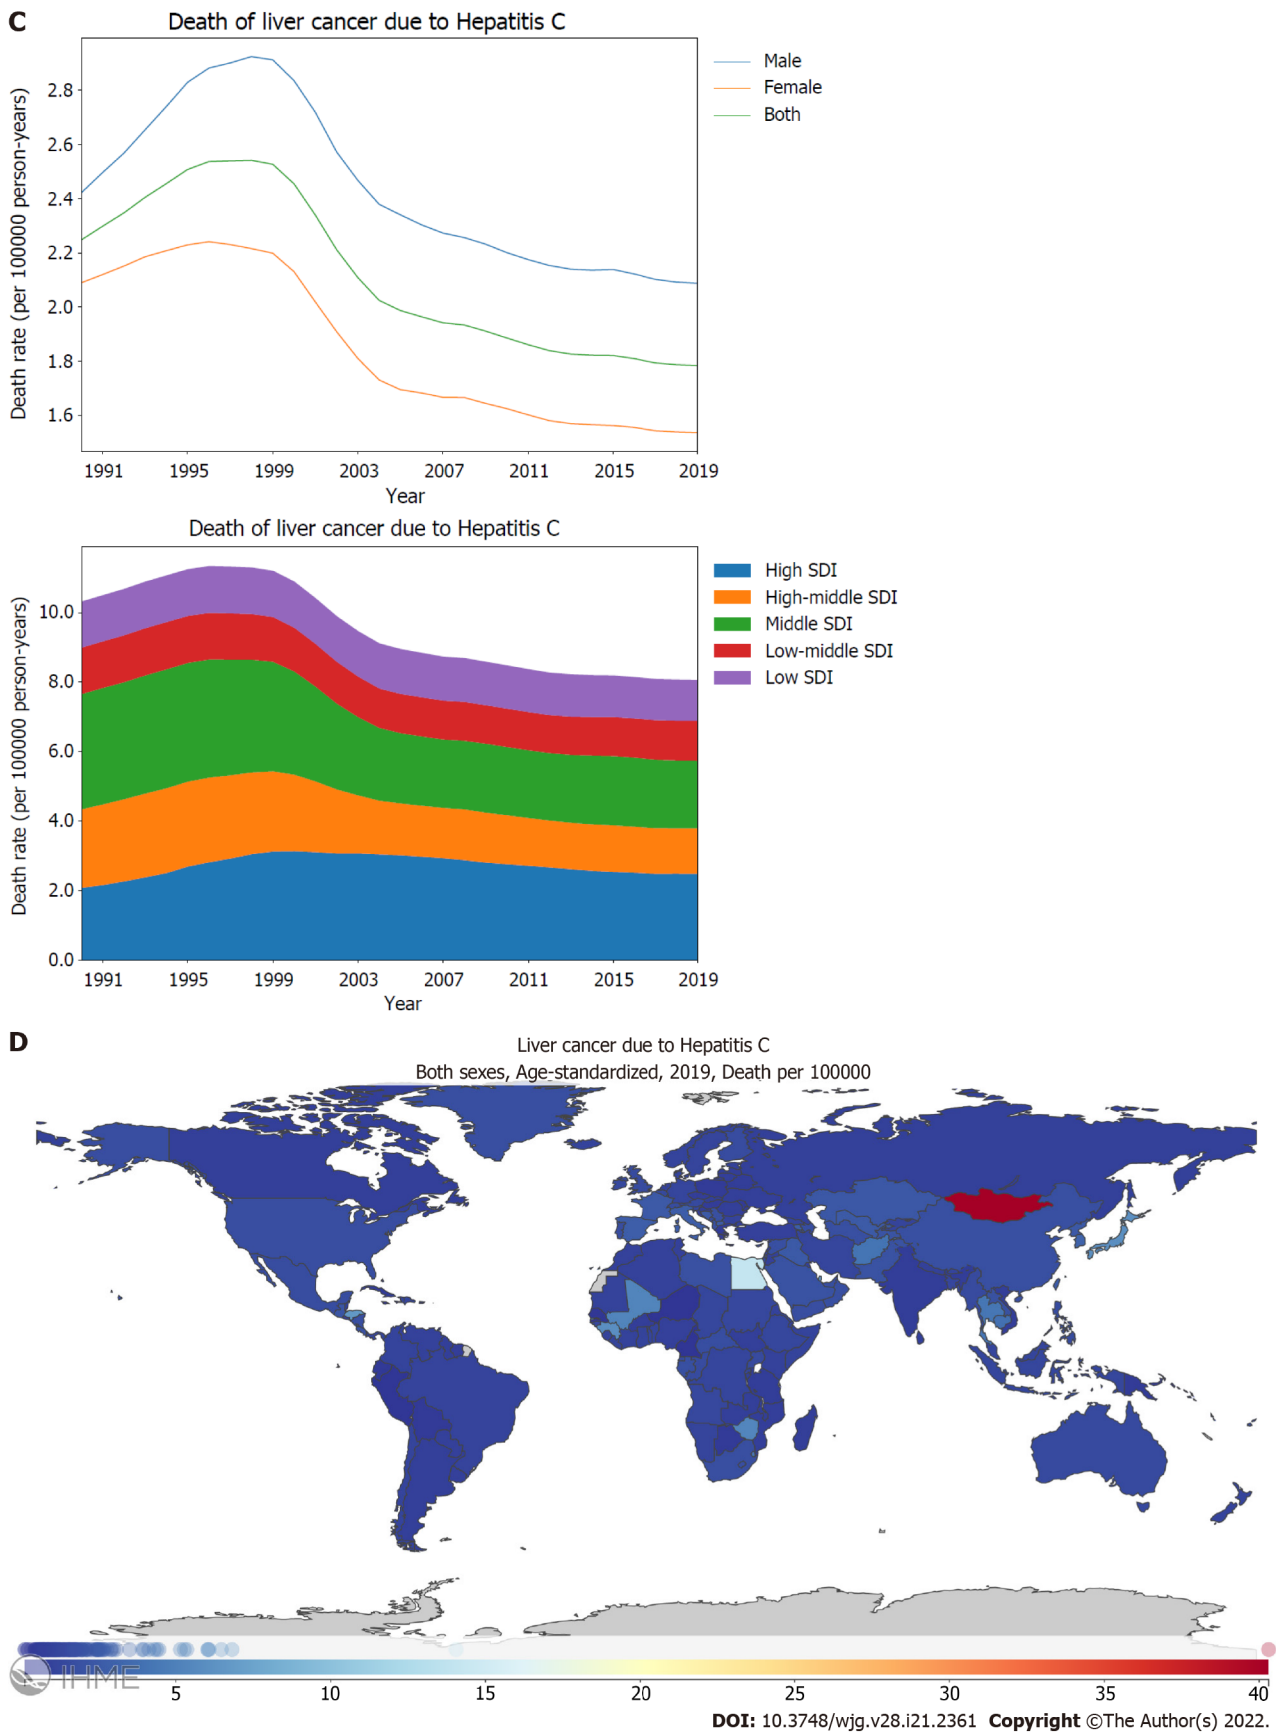 C
Death of liver cancer due to Hepatitis C
Death rate (per 100000 person-years)
2.8
2.6
2.4
2.2
2.0
1.8
1.6
1991 1995 1999 2003 2007 2011 2015 2019
Year
Male
Female
Both
Death of liver cancer due to Hepatitis C
Death rate (per 100000 person-years)
10.0
8.0
6.0
4.0
2.0
0.0
1991 1995 1999 2003 2007 2011 2015 2019
Year
High SDI
High-middle SDI
Middle SDI
Low-middle SDI
Low SDI
D
Liver cancer due to Hepatitis C
Both sexes, Age-standardized, 2019, Death per 100000
IHME
5 10 15 20 25 30 35 40
DOI: 10.3748/wjg.v28.i21.2361 Copyright ©The Author(s) 2022.